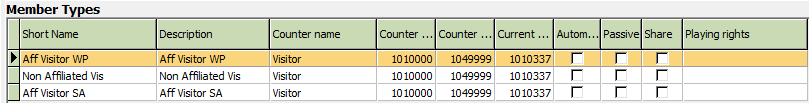 Member Types
Short Name Description Counter name Counter ... Counter ... Current ... Autom... Passive Share Playing rights
Aff Visitor WP Aff Visitor WP Visitor 1010000 1049999 1010337
Non Affiliated Vis Non Affiliated Vis Visitor 1010000 1049999 1010337
Aff Visitor SA Aff Visitor SA Visitor 1010000 1049999 1010337